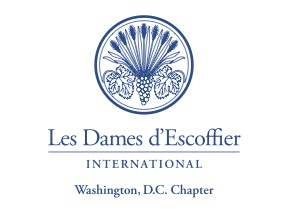 Les Dames d'Escoffier
INTERNATIONAL
Washington, D.C. Chapter